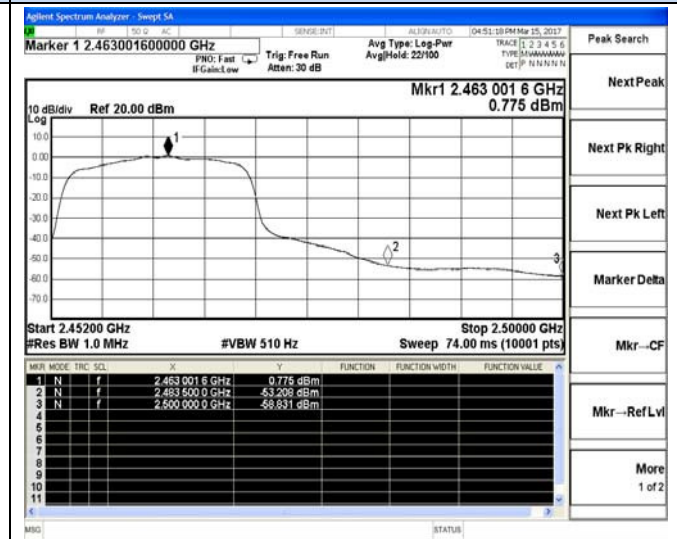 Agilent Spectrum Analyzer - Swept SA
RF 50 Ω AC SENSE:INT ALIGN AUTO 04:51:18 PM Mar 15, 2017
Marker 1 2.463001600000 GHz
PNO: Fast
IFGain:Low
Trig: Free Run
Atten: 30 dB
Avg Type: Log-Pwr
Avg|Hold: 22/100
TRACE 1 2 3 4 5 6
TYPE MWWWWW
DET P N N N N N
Peak Search
Mkr1 2.463 001 6 GHz
0.775 dBm
10 dB/div Ref 20.00 dBm
Log
10.0
0.00
-10.0
-20.0
-30.0
-40.0
-50.0
-60.0
-70.0
1
2
3
Start 2.45200 GHz
Stop 2.50000 GHz
#Res BW 1.0 MHz
#VBW 510 Hz
Sweep 74.00 ms (10001 pts)
MKR MODE TRC SCL X Y FUNCTION FUNCTION WIDTH FUNCTION VALUE
1 N f 2.463 001 6 GHz 0.775 dBm
2 N f 2.483 500 0 GHz -53.208 dBm
3 N f 2.500 000 0 GHz -58.831 dBm
4
5
6
7
8
9
10
11
MSG
STATUS
Next Peak
Next Pk Right
Next Pk Left
Marker Delta
Mkr→CF
Mkr→Ref Lvl
More
1 of 2